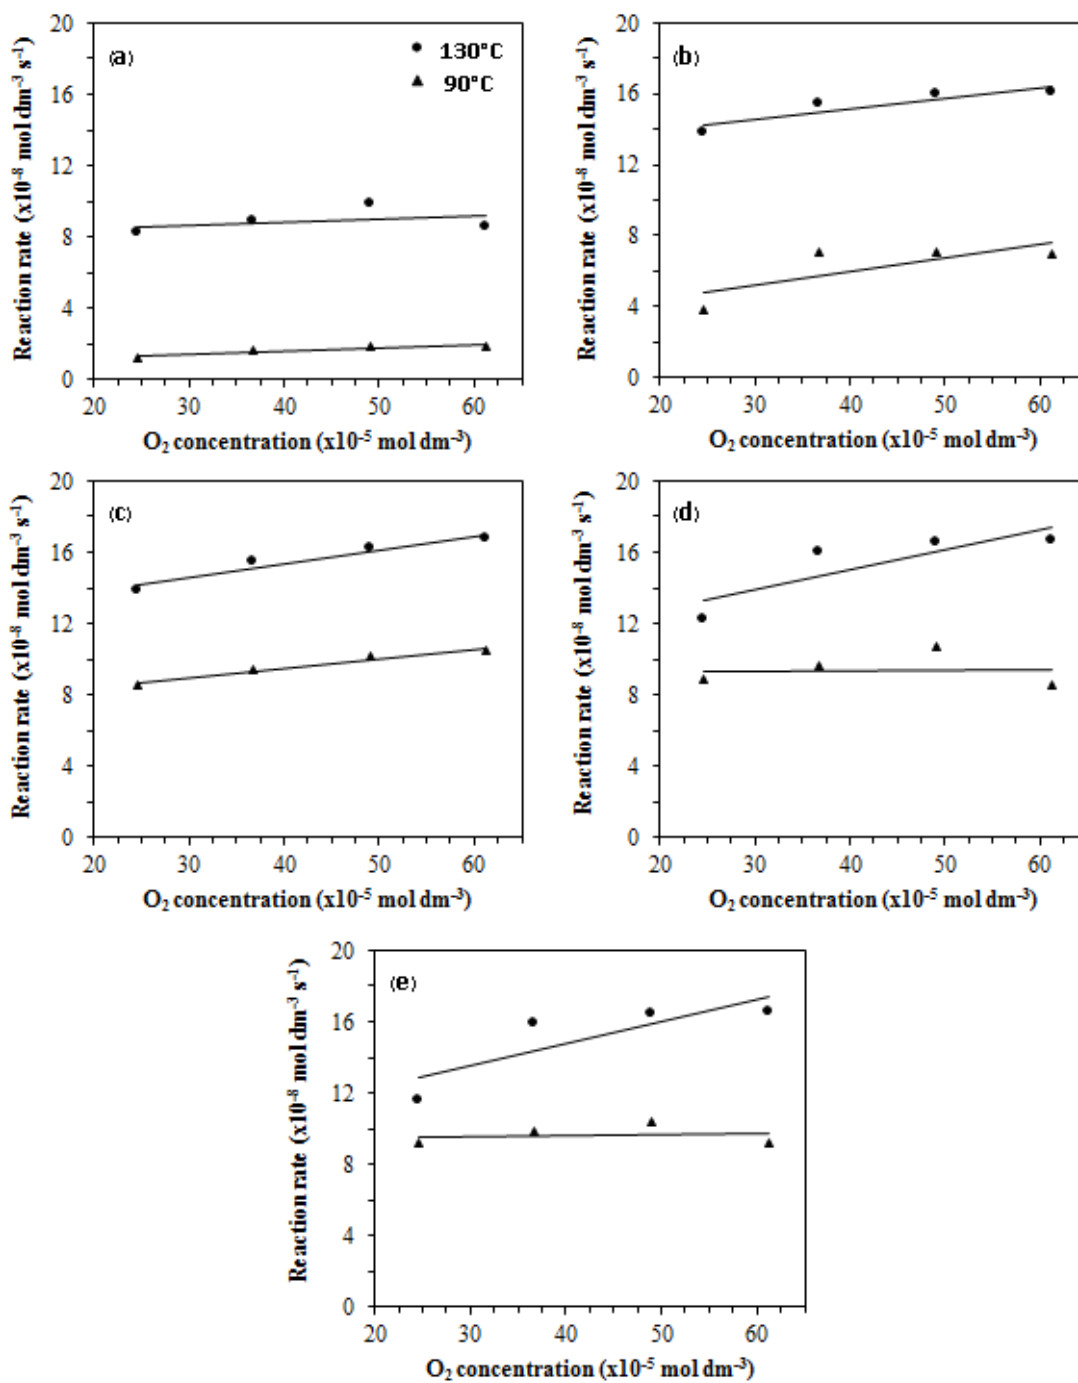 (a)
130°C
90°C
20
16
12
8
4
0
Reaction rate (x10⁻⁸ mol dm⁻³ s⁻¹)
20 30 40 50 60
O₂ concentration (x10⁻⁵ mol dm⁻³)
(b)
20
16
12
8
4
0
Reaction rate (x10⁻⁸ mol dm⁻³ s⁻¹)
20 30 40 50 60
O₂ concentration (x10⁻⁵ mol dm⁻³)
(c)
20
16
12
8
4
0
Reaction rate (x10⁻⁸ mol dm⁻³ s⁻¹)
20 30 40 50 60
O₂ concentration (x10⁻⁵ mol dm⁻³)
(d)
20
16
12
8
4
0
Reaction rate (x10⁻⁸ mol dm⁻³ s⁻¹)
20 30 40 50 60
O₂ concentration (x10⁻⁵ mol dm⁻³)
(e)
20
16
12
8
4
0
Reaction rate (x10⁻⁸ mol dm⁻³ s⁻¹)
20 30 40 50 60
O₂ concentration (x10⁻⁵ mol dm⁻³)